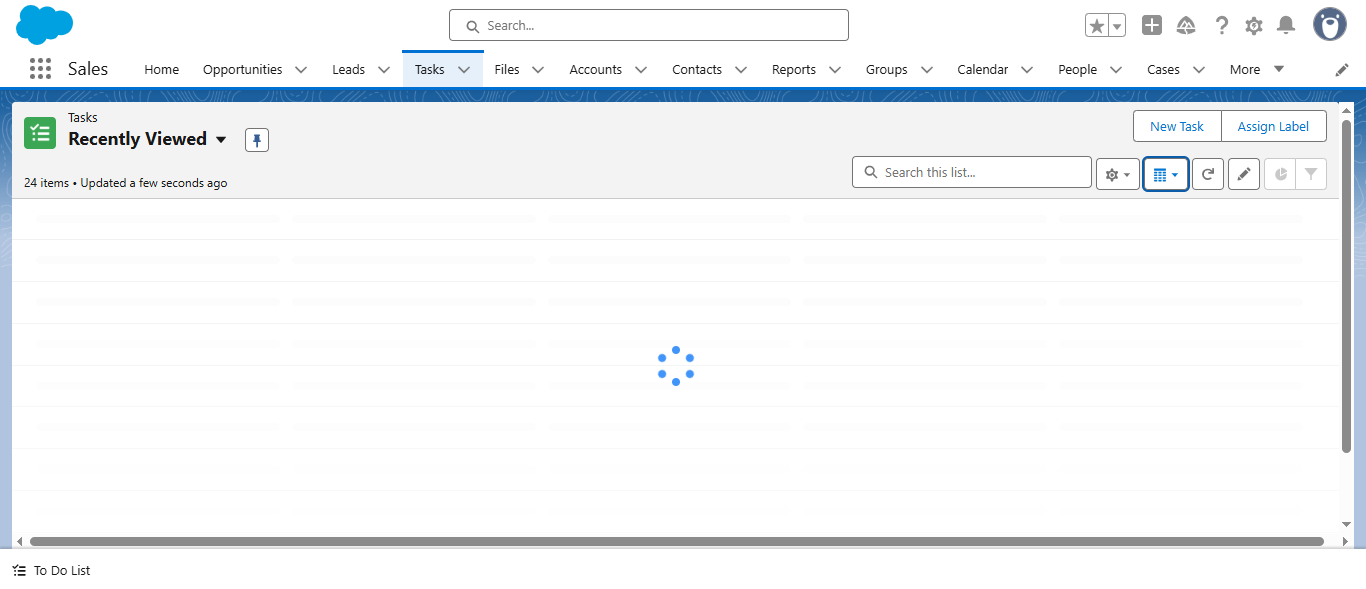 Search...
Sales
Home
Opportunities
Leads
Tasks
Files
Accounts
Contacts
Reports
Groups
Calendar
People
Cases
More
Tasks
Recently Viewed
New Task
Assign Label
24 items • Updated a few seconds ago
Search this list...
To Do List